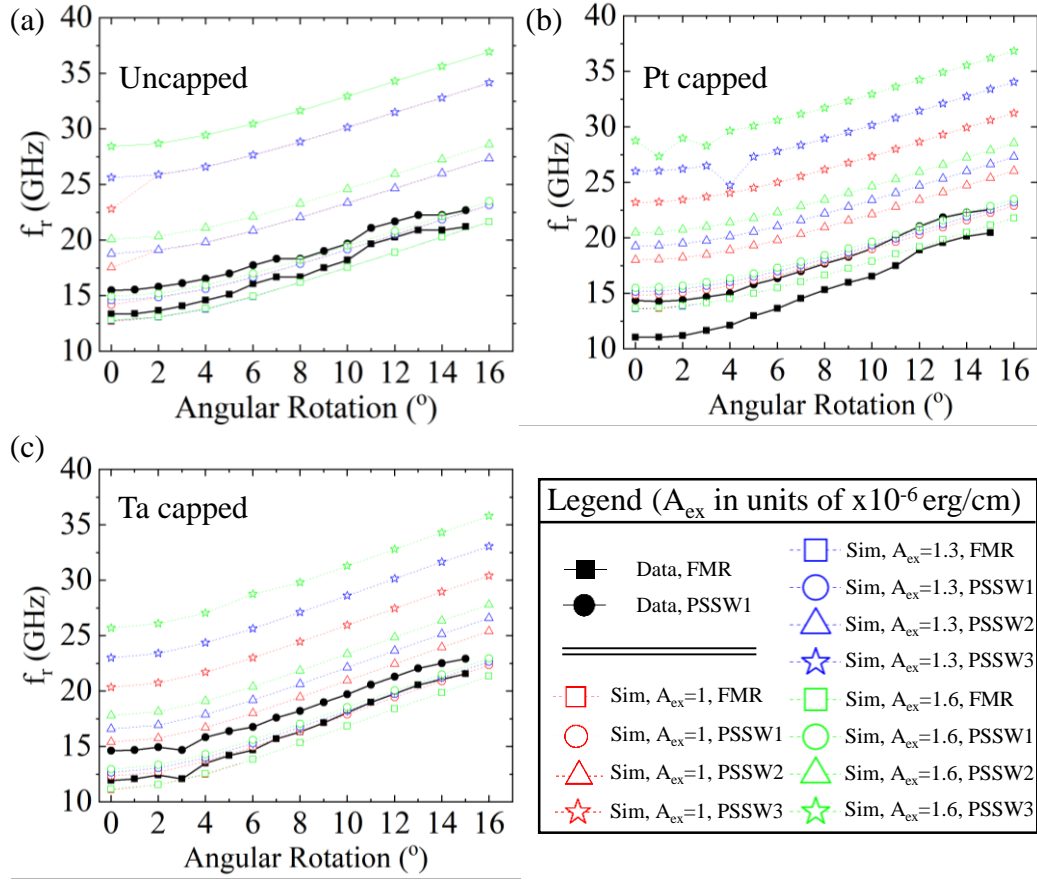 (a)
40
35
30
25
20
15
10
f_r (GHz)
Uncapped
0 2 4 6 8 10 12 14 16
Angular Rotation (°)
(b)
40
35
30
25
20
15
10
f_r (GHz)
Pt capped
0 2 4 6 8 10 12 14 16
Angular Rotation (°)
(c)
40
35
30
25
20
15
10
f_r (GHz)
Ta capped
0 2 4 6 8 10 12 14 16
Angular Rotation (°)
Legend (A_ex in units of x10^-6 erg/cm)
Data, FMR
Data, PSSW1
Sim, A_ex=1, FMR
Sim, A_ex=1, PSSW1
Sim, A_ex=1, PSSW2
Sim, A_ex=1, PSSW3
Sim, A_ex=1.3, FMR
Sim, A_ex=1.3, PSSW1
Sim, A_ex=1.3, PSSW2
Sim, A_ex=1.3, PSSW3
Sim, A_ex=1.6, FMR
Sim, A_ex=1.6, PSSW1
Sim, A_ex=1.6, PSSW2
Sim, A_ex=1.6, PSSW3